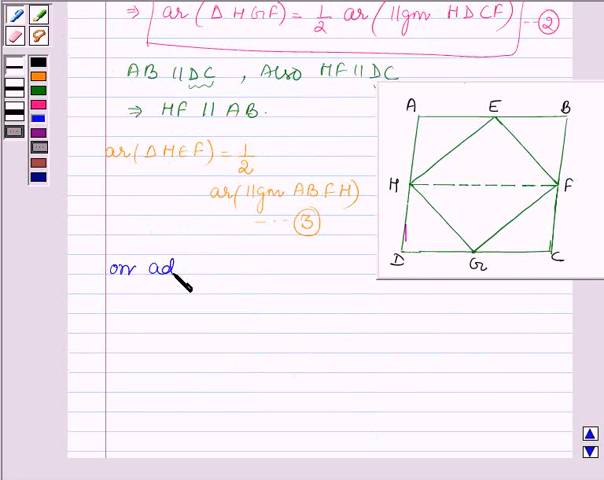 ⇒ ar(Δ HGF) = 1/2 ar(||gm HDCF) --②
AB || DC , Also HF || DC
⇒ HF || AB.
ar(Δ HEF) = 1/2
ar(||gm ABFH)
---- ③
on ad
A E B
H F
D G C